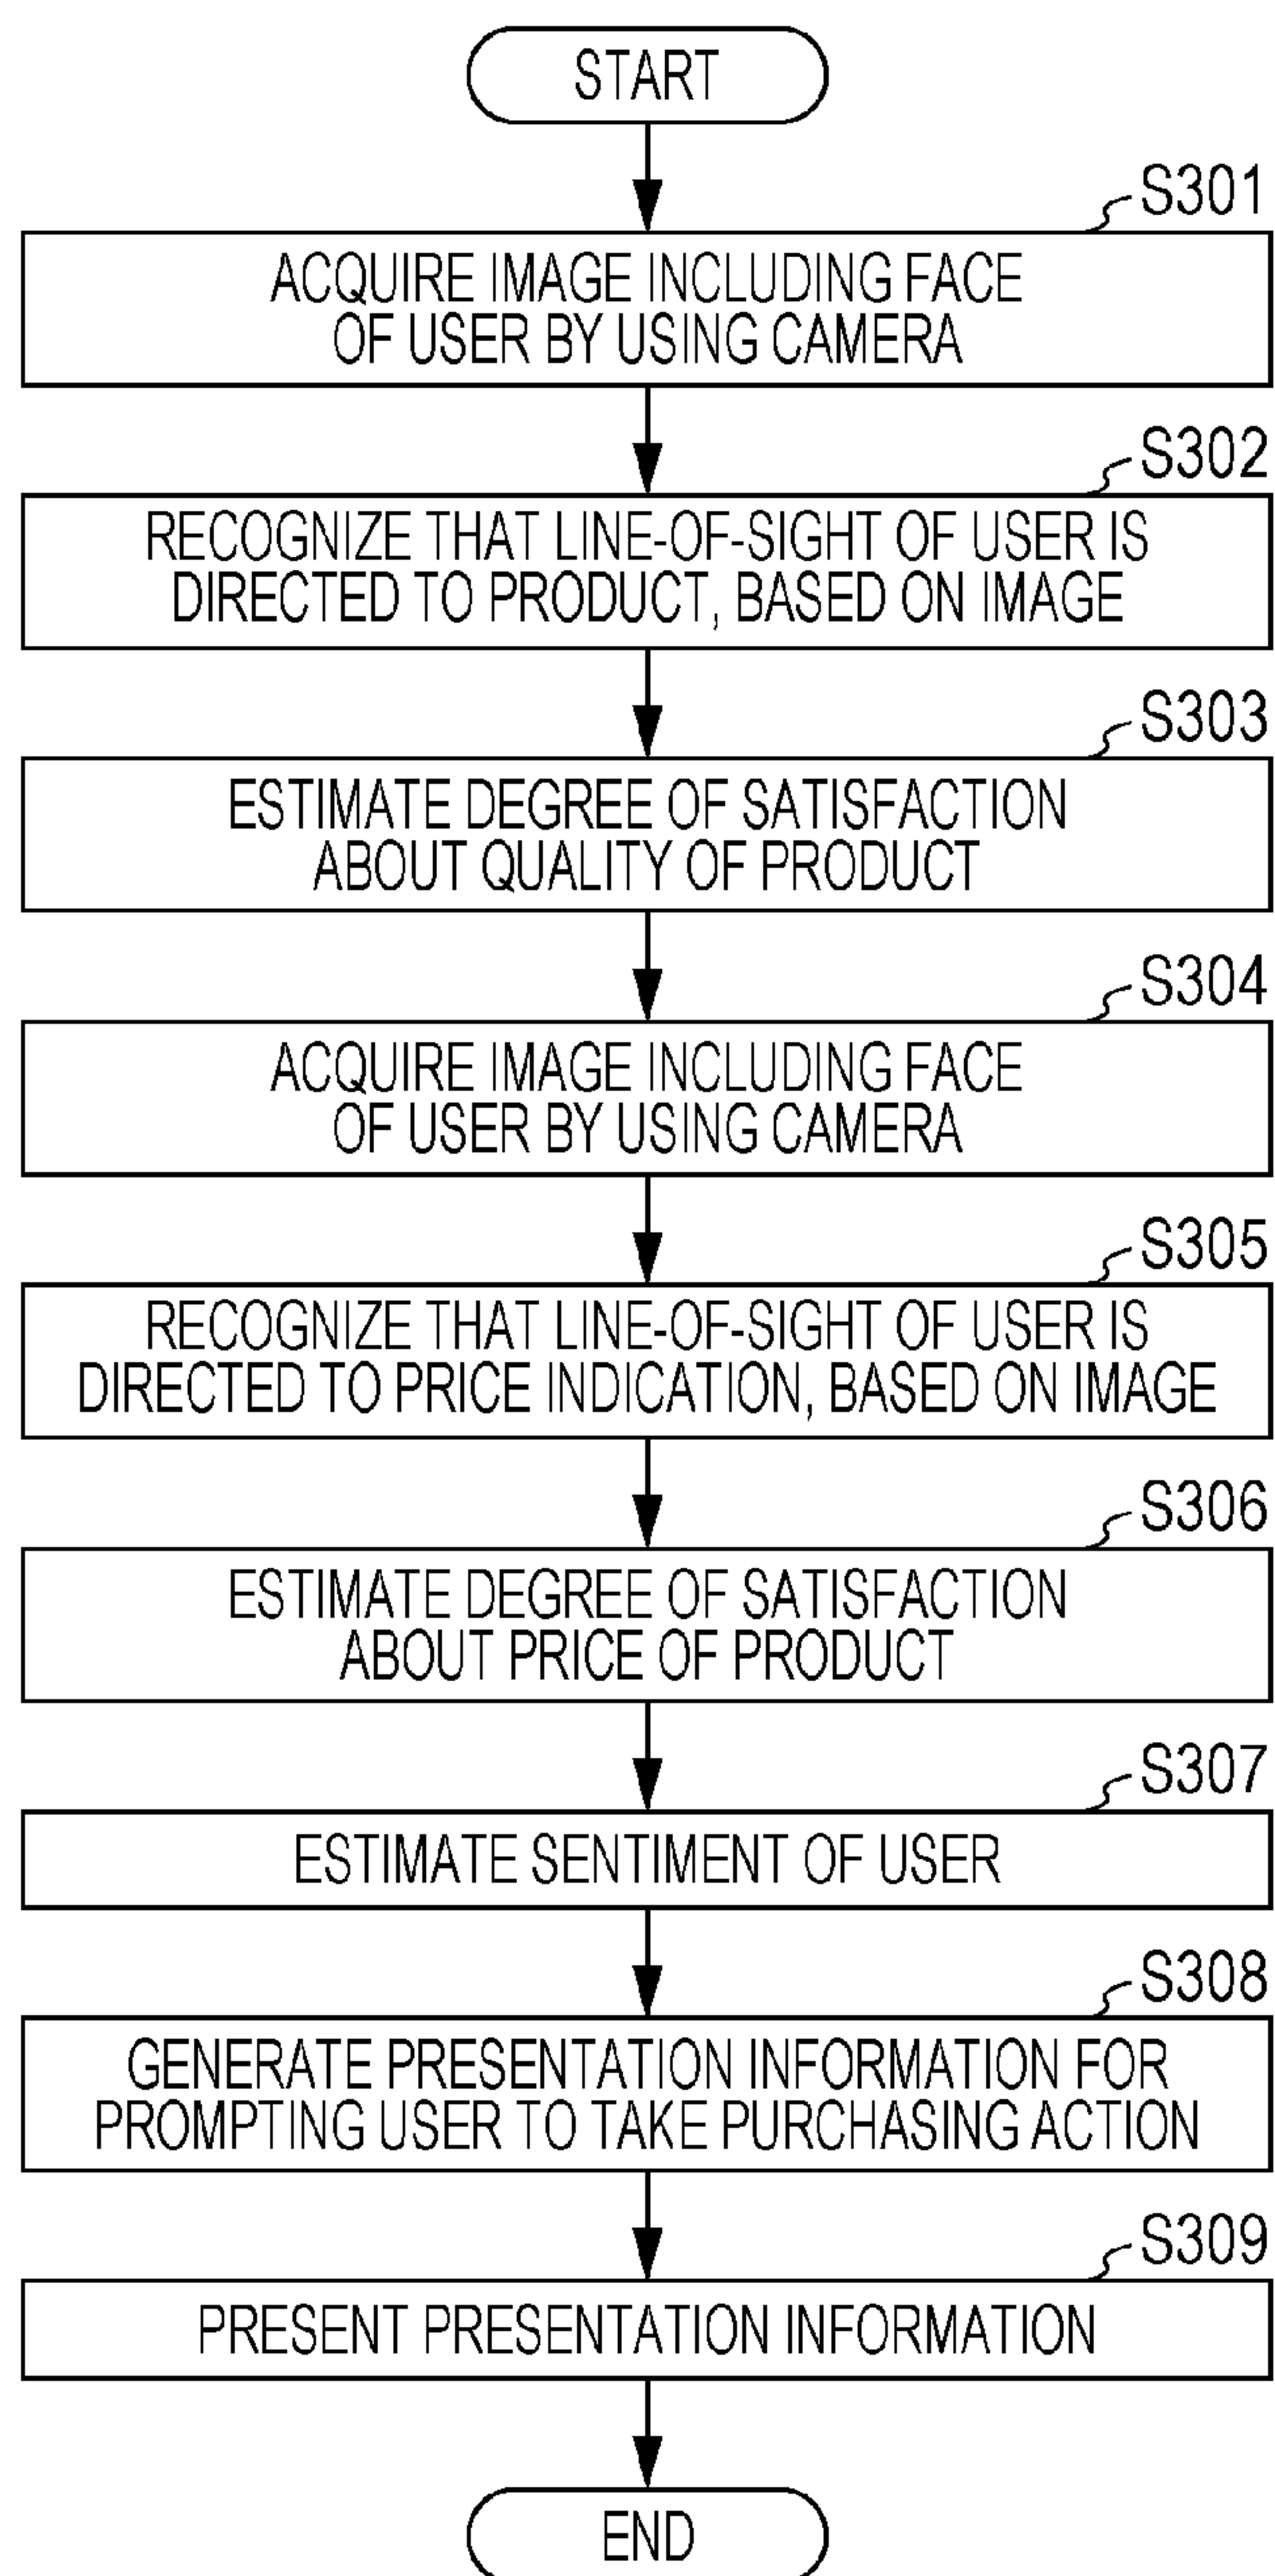 START
S301
ACQUIRE IMAGE INCLUDING FACE
OF USER BY USING CAMERA
S302
RECOGNIZE THAT LINE-OF-SIGHT OF USER IS
DIRECTED TO PRODUCT, BASED ON IMAGE
S303
ESTIMATE DEGREE OF SATISFACTION
ABOUT QUALITY OF PRODUCT
S304
ACQUIRE IMAGE INCLUDING FACE
OF USER BY USING CAMERA
S305
RECOGNIZE THAT LINE-OF-SIGHT OF USER IS
DIRECTED TO PRICE INDICATION, BASED ON IMAGE
S306
ESTIMATE DEGREE OF SATISFACTION
ABOUT PRICE OF PRODUCT
S307
ESTIMATE SENTIMENT OF USER
S308
GENERATE PRESENTATION INFORMATION FOR
PROMPTING USER TO TAKE PURCHASING ACTION
S309
PRESENT PRESENTATION INFORMATION
END